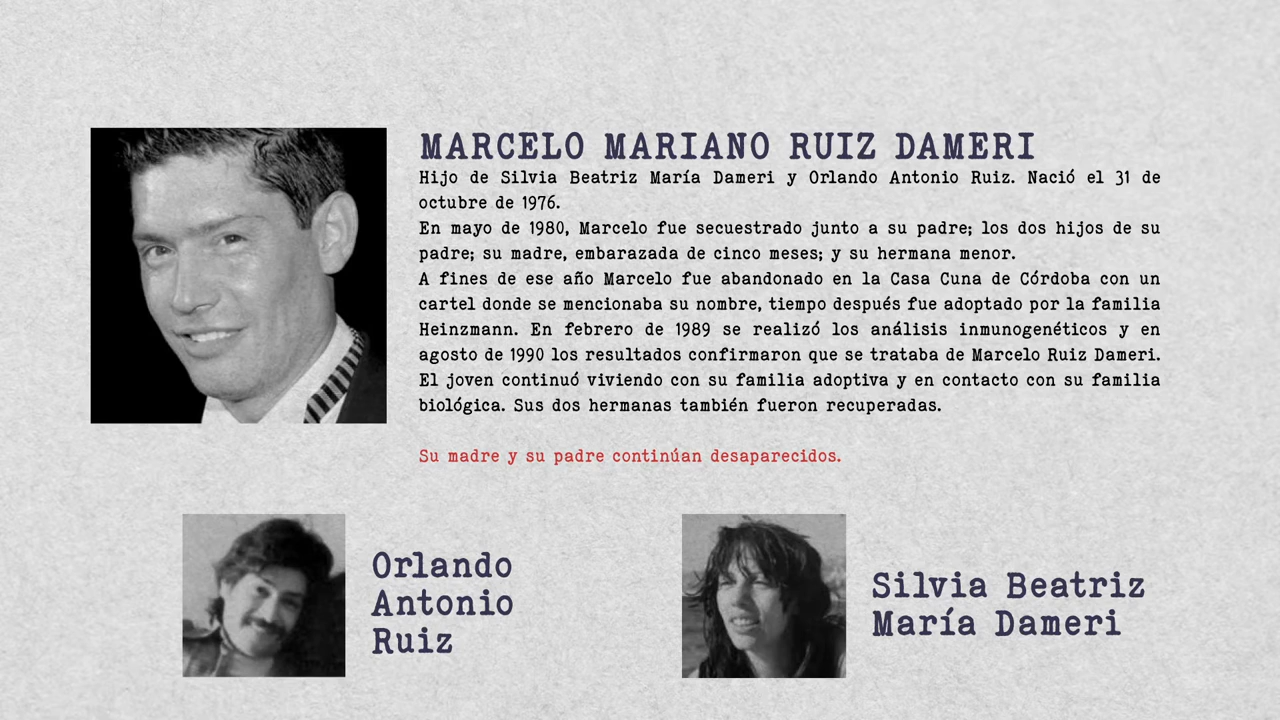 MARCELO MARIANO RUIZ DAMERI
Hijo de Silvia Beatriz María Dameri y Orlando Antonio Ruiz. Nació el 31 de
octubre de 1976.
En mayo de 1980, Marcelo fue secuestrado junto a su padre; los dos hijos de su
padre; su madre, embarazada de cinco meses; y su hermana menor.
A fines de ese año Marcelo fue abandonado en la Casa Cuna de Córdoba con un
cartel donde se mencionaba su nombre, tiempo después fue adoptado por la familia
Heinzmann. En febrero de 1989 se realizó los análisis inmunogenéticos y en
agosto de 1990 los resultados confirmaron que se trataba de Marcelo Ruiz Dameri.
El joven continuó viviendo con su familia adoptiva y en contacto con su familia
biológica. Sus dos hermanas también fueron recuperadas.
Su madre y su padre continúan desaparecidos.
Orlando
Antonio
Ruiz
Silvia Beatriz
María Dameri